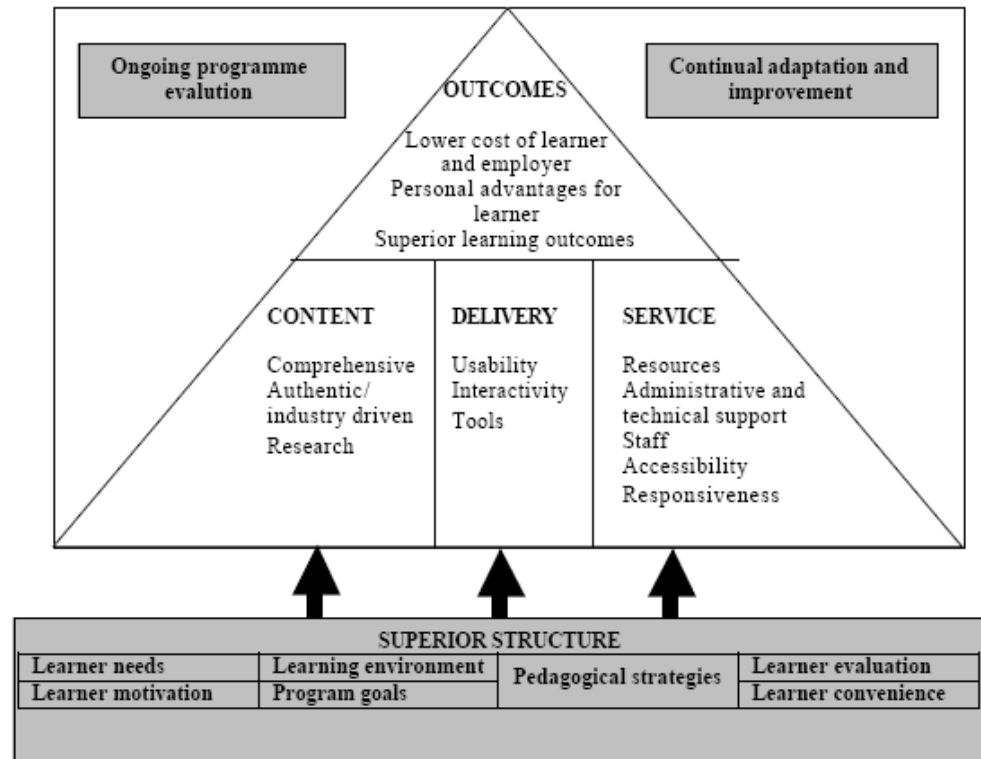 Ongoing programme
evalution
Continual adaptation and
improvement
OUTCOMES
Lower cost of learner
and employer
Personal advantages for
learner
Superior learning outcomes
CONTENT
Comprehensive
Authentic/
industry driven
Research
DELIVERY
Usability
Interactivity
Tools
SERVICE
Resources
Administrative and
technical support
Staff
Accessibility
Responsiveness
SUPERIOR STRUCTURE
Learner needs
Learner motivation
Learning environment
Program goals
Pedagogical strategies
Learner evaluation
Learner convenience